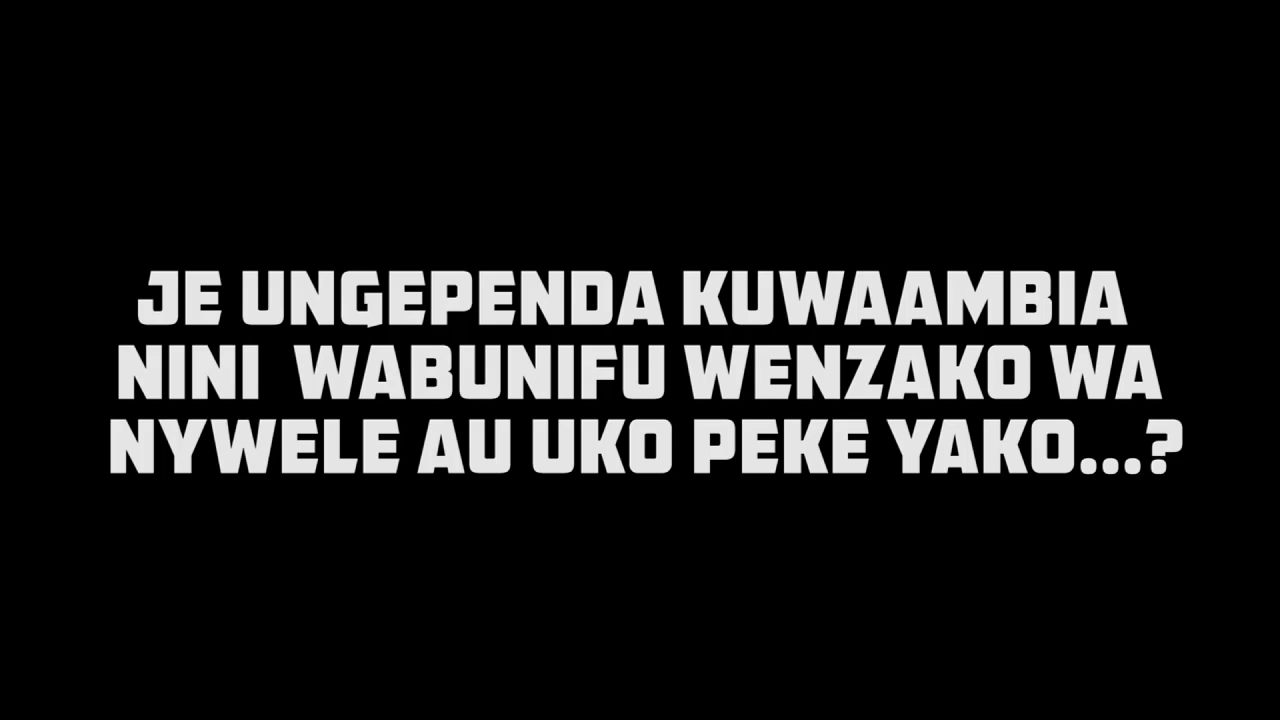 JE UNGEPENDA KUWAAMBIA
NINI WABUNIFU WENZAKO WA
NYWELE AU UKO PEKE YAKO...?